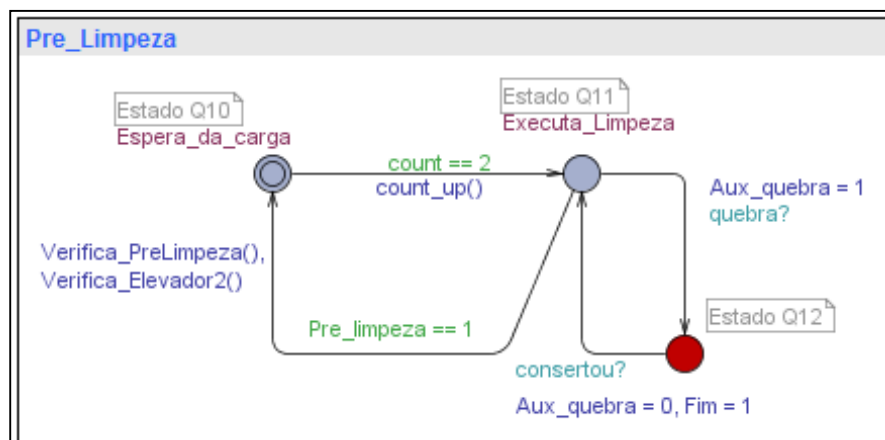 Pre_Limpeza
Estado Q10
Espera_da_carga
Estado Q11
Executa_Limpeza
count == 2
count_up()
Aux_quebra = 1
quebra?
Verifica_PreLimpeza(),
Verifica_Elevador2()
Pre_limpeza == 1
Estado Q12
consertou?
Aux_quebra = 0, Fim = 1